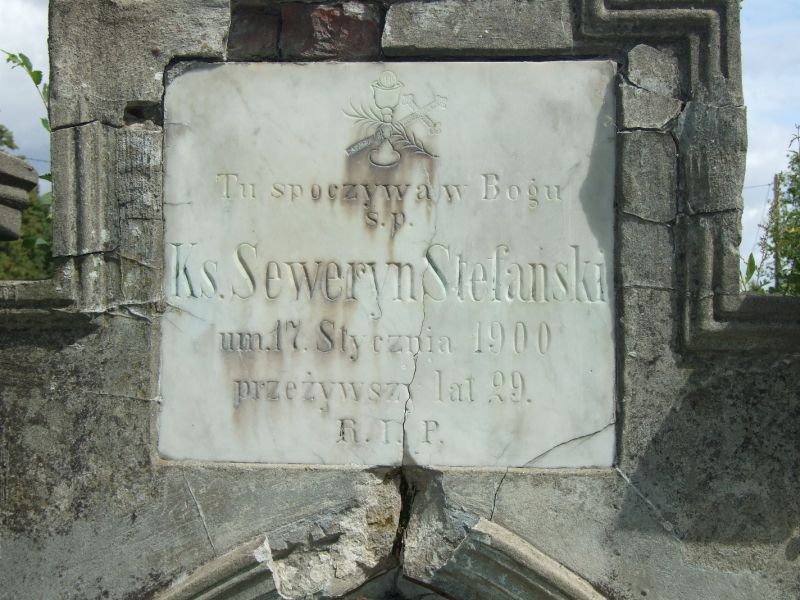 Tu spoczywa w Bogu
ś.p.
Ks. Seweryn Stefański
um. 17. Stycznia 1900
przeżywszy lat 29.
R. I. P.